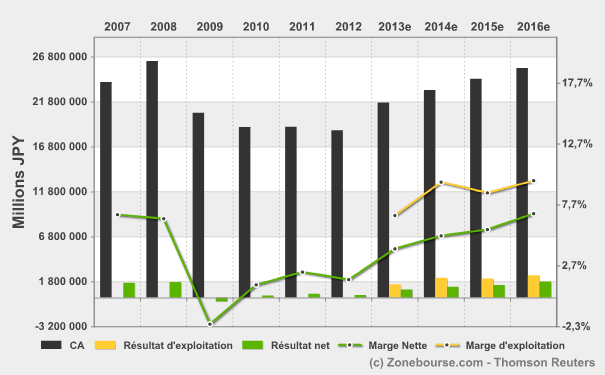 2007 2008 2009 2010 2011 2012 2013e 2014e 2015e 2016e
26 800 000
21 800 000
16 800 000
11 800 000
6 800 000
1 800 000
-3 200 000
Millions JPY
17,7%
12,7%
7,7%
2,7%
-2,3%
CA Résultat d'exploitation Résultat net Marge Nette Marge d'exploitation
(c) Zonebourse.com - Thomson Reuters